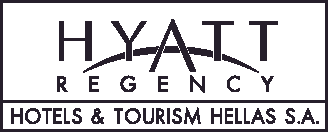 HYATT
REGENCY
HOTELS & TOURISM HELLAS S.A.